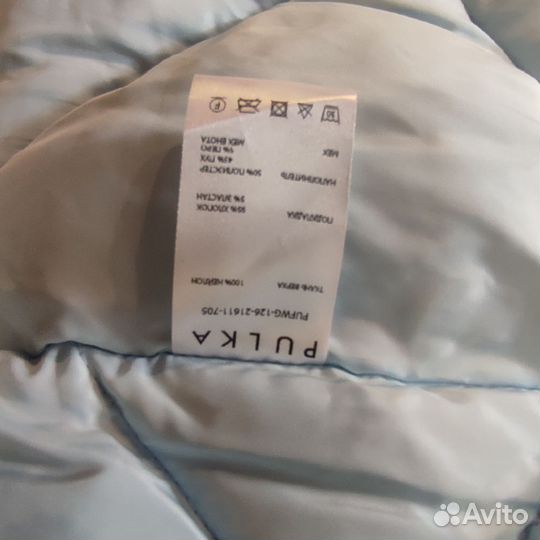 PULKA
PUFWG-126-21611-705
ТКАНЬ ВЕРХА 100% НЕЙЛОН
ПОДКЛАДКА 95% ХЛОПОК
5% ЭЛАСТАН
НАПОЛНИТЕЛЬ 50% ПОЛИЭСТЕР
45% ПУХ
МЕХ МЕХ ЕНОТА
Avito